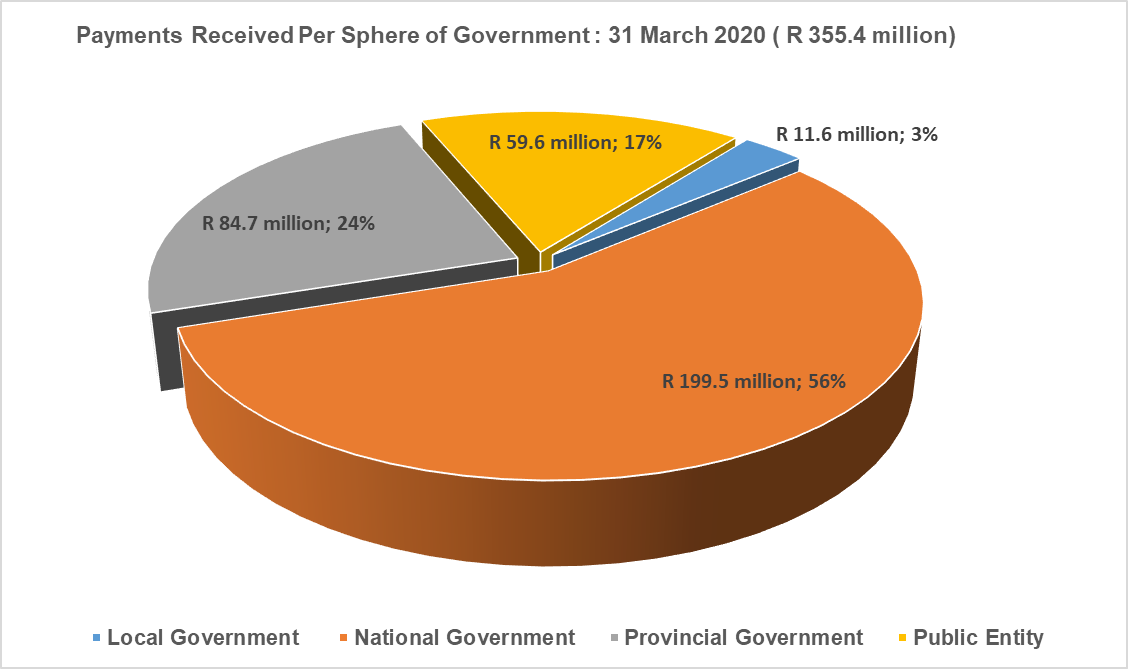 Payments Received Per Sphere of Government : 31 March 2020 ( R 355.4 million)
R 11.6 million; 3%
R 59.6 million; 17%
R 84.7 million; 24%
R 199.5 million; 56%
Local Government National Government Provincial Government Public Entity